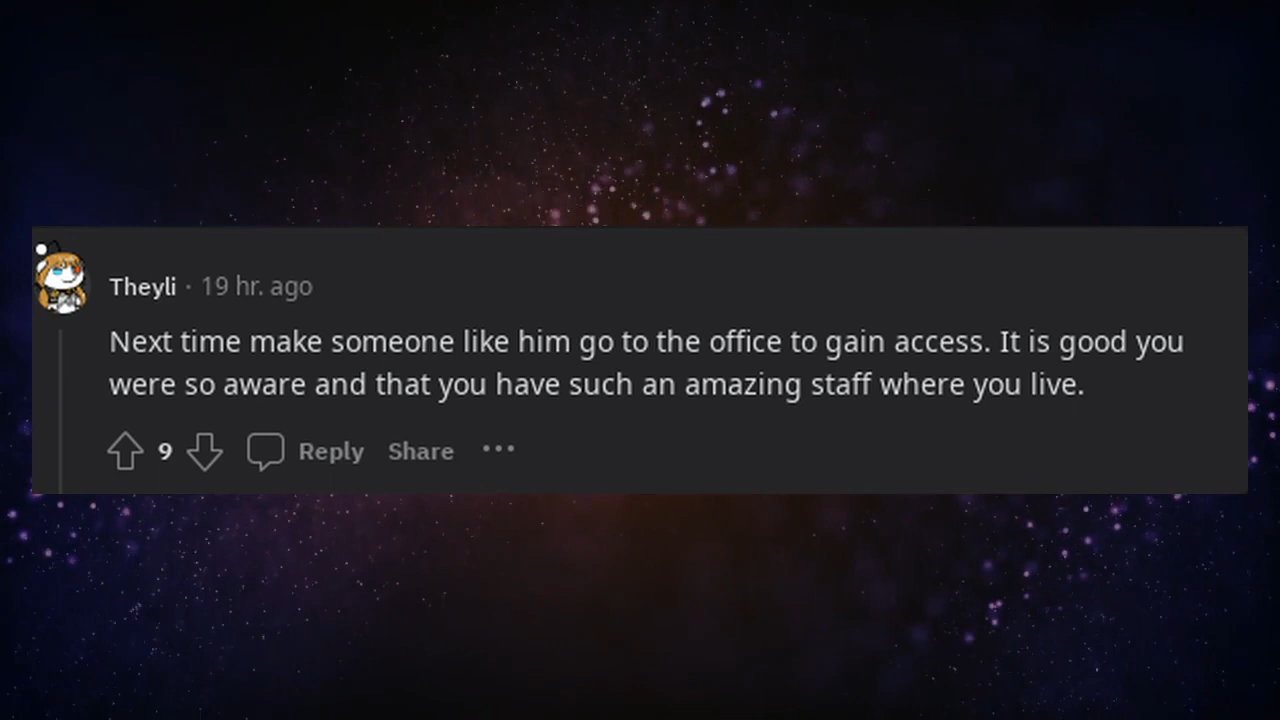 Theyli · 19 hr. ago
Next time make someone like him go to the office to gain access. It is good you
were so aware and that you have such an amazing staff where you live.
9 Reply Share ···